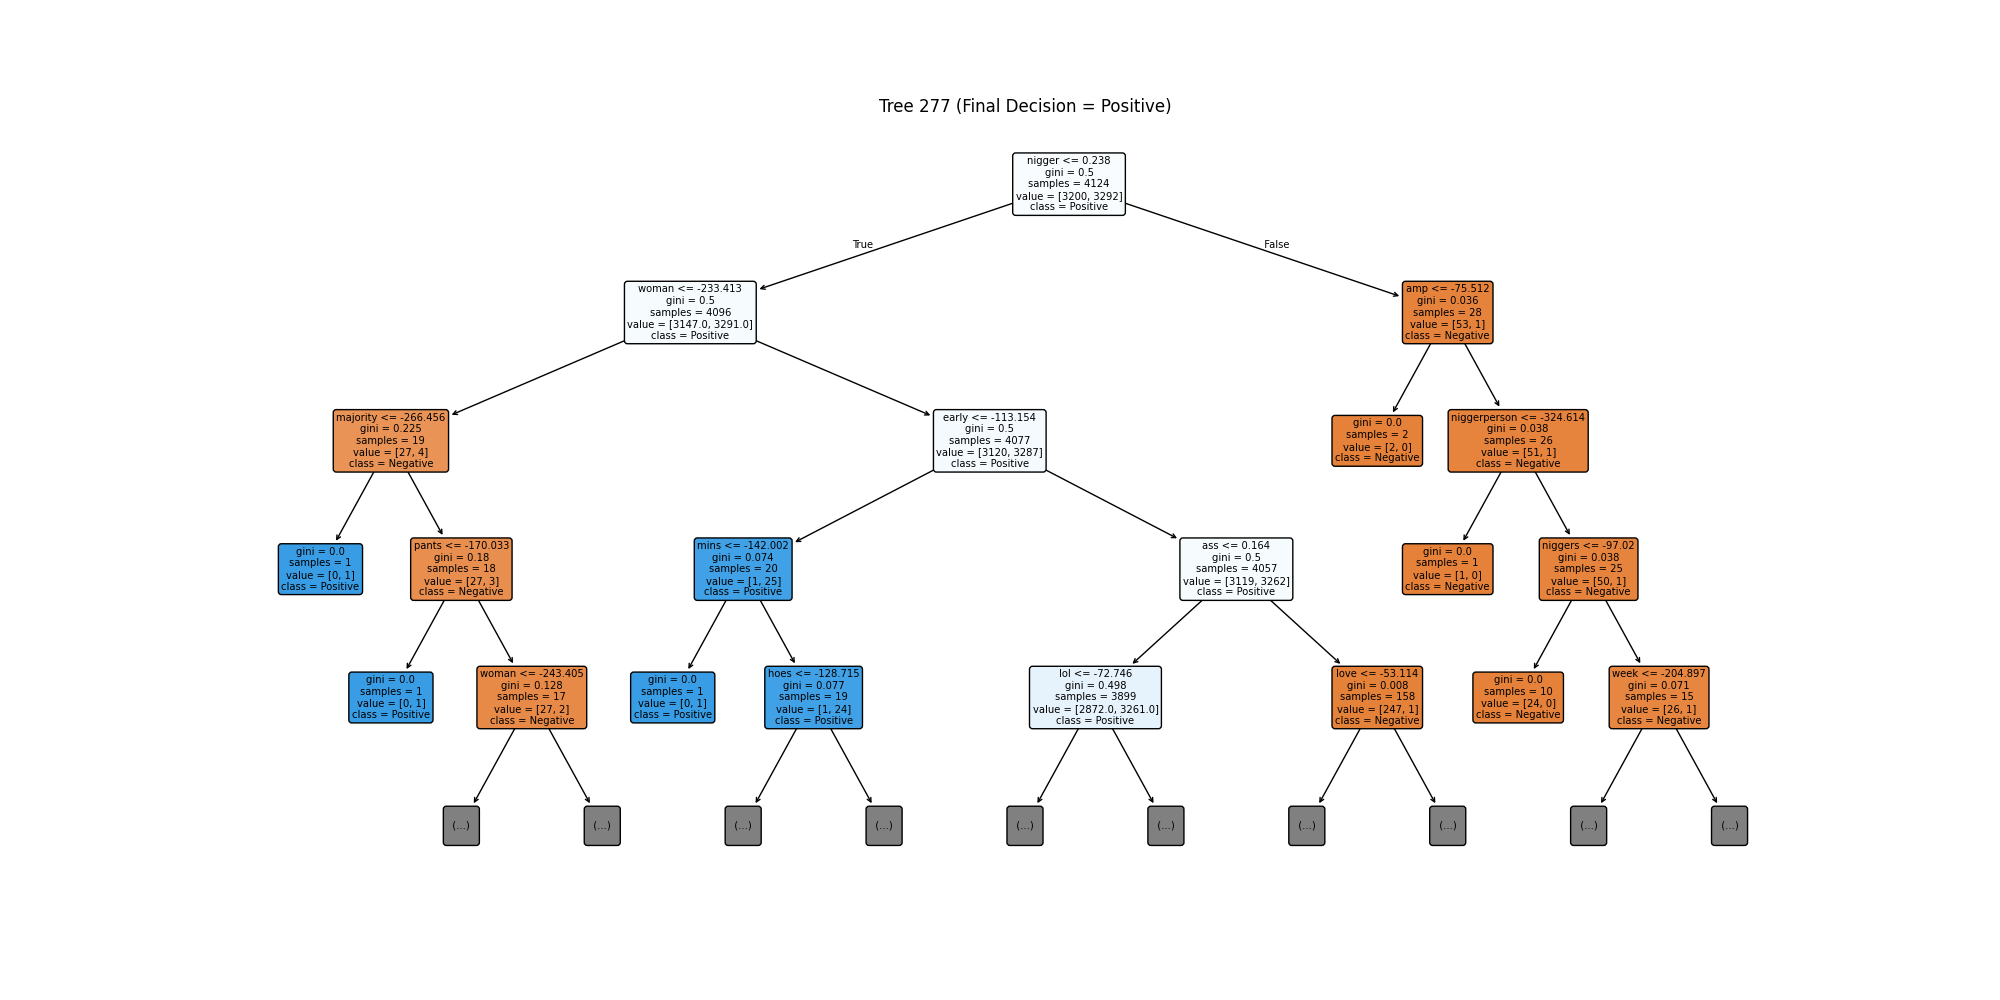 Tree 277 (Final Decision = Positive)
nigger <= 0.238
gini = 0.5
samples = 4124
value = [3200, 3292]
class = Positive
True
False
woman <= -233.413
gini = 0.5
samples = 4096
value = [3147.0, 3291.0]
class = Positive
amp <= -75.512
gini = 0.036
samples = 28
value = [53, 1]
class = Negative
majority <= -266.456
gini = 0.225
samples = 19
value = [27, 4]
class = Negative
early <= -113.154
gini = 0.5
samples = 4077
value = [3120, 3287]
class = Positive
gini = 0.0
samples = 2
value = [2, 0]
class = Negative
niggerperson <= -324.614
gini = 0.038
samples = 26
value = [51, 1]
class = Negative
gini = 0.0
samples = 1
value = [0, 1]
class = Positive
pants <= -170.033
gini = 0.18
samples = 18
value = [27, 3]
class = Negative
mins <= -142.002
gini = 0.074
samples = 20
value = [1, 25]
class = Positive
ass <= 0.164
gini = 0.5
samples = 4057
value = [3119, 3262]
class = Positive
gini = 0.0
samples = 1
value = [1, 0]
class = Negative
niggers <= -97.02
gini = 0.038
samples = 25
value = [50, 1]
class = Negative
gini = 0.0
samples = 1
value = [0, 1]
class = Positive
woman <= -243.405
gini = 0.128
samples = 17
value = [27, 2]
class = Negative
gini = 0.0
samples = 1
value = [0, 1]
class = Positive
hoes <= -128.715
gini = 0.077
samples = 19
value = [1, 24]
class = Positive
lol <= -72.746
gini = 0.498
samples = 3899
value = [2872.0, 3261.0]
class = Positive
love <= -53.114
gini = 0.008
samples = 158
value = [247, 1]
class = Negative
gini = 0.0
samples = 10
value = [24, 0]
class = Negative
week <= -204.897
gini = 0.071
samples = 15
value = [26, 1]
class = Negative
(...)
(...)
(...)
(...)
(...)
(...)
(...)
(...)
(...)
(...)